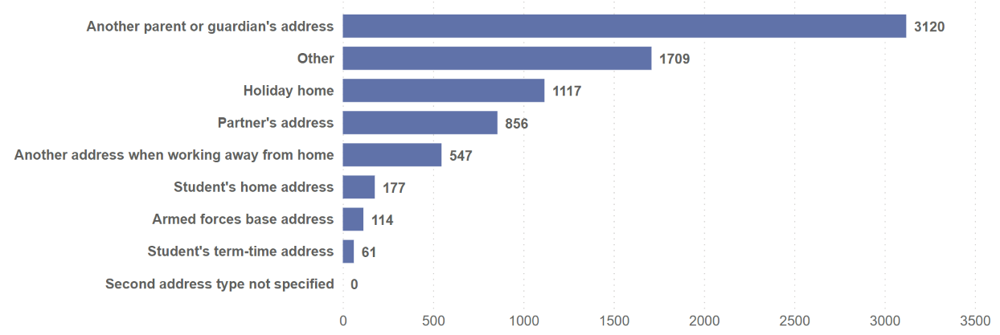 Another parent or guardian's address 3120
Other 1709
Holiday home 1117
Partner's address 856
Another address when working away from home 547
Student's home address 177
Armed forces base address 114
Student's term-time address 61
Second address type not specified 0
0 500 1000 1500 2000 2500 3000 3500